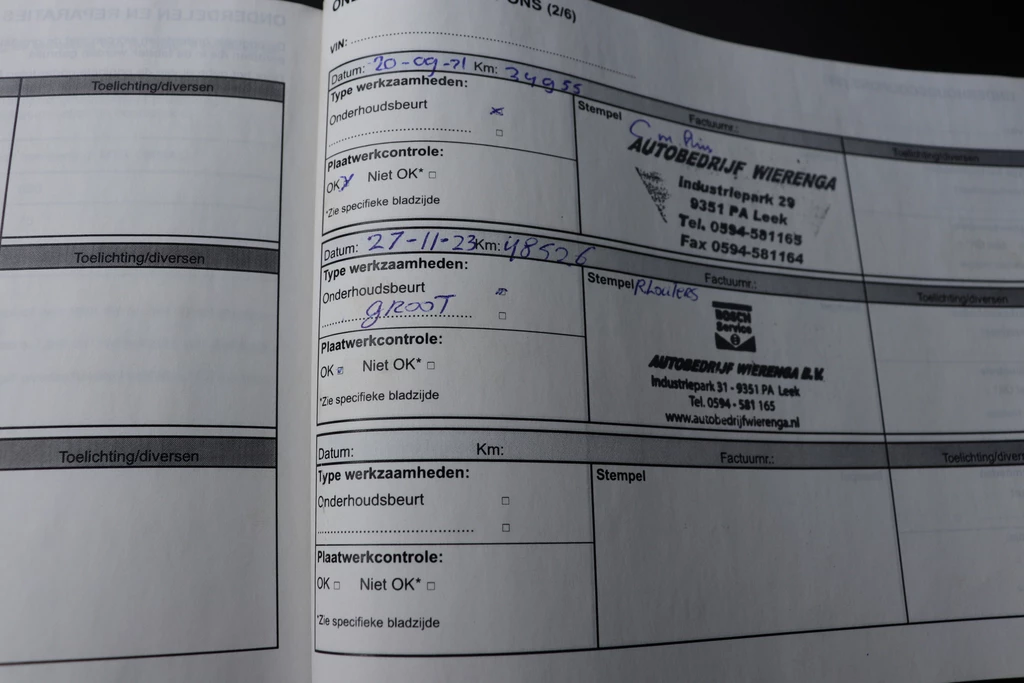 Toelichting/diversen
Toelichting/diversen
Toelichting/diversen
ONS (2/6)
VIN:
Datum: 20-09-21 Km: 34955
Type werkzaamheden:
Onderhoudsbeurt
Plaatwerkcontrole:
OK Niet OK*
*Zie specifieke bladzijde
Stempel Factuurnr.:
AUTOBEDRIJF WIERENGA
Industriepark 29
9351 PA Leek
Tel. 0594-581165
Fax 0594-581164
Toelichting/diversen
Datum: 27-11-23 Km: 48526
Type werkzaamheden:
Onderhoudsbeurt
GROOT
Plaatwerkcontrole:
OK Niet OK*
*Zie specifieke bladzijde
Stempel Factuurnr.:
BOSCH
Service
AUTOBEDRIJF WIERENGA B.V.
Industriepark 31 - 9351 PA Leek
Tel. 0594 - 581 165
www.autobedrijfwierenga.nl
Toelichting/diversen
Datum: Km:
Type werkzaamheden:
Onderhoudsbeurt
Plaatwerkcontrole:
OK Niet OK*
*Zie specifieke bladzijde
Stempel Factuurnr.:
Toelichting/diver